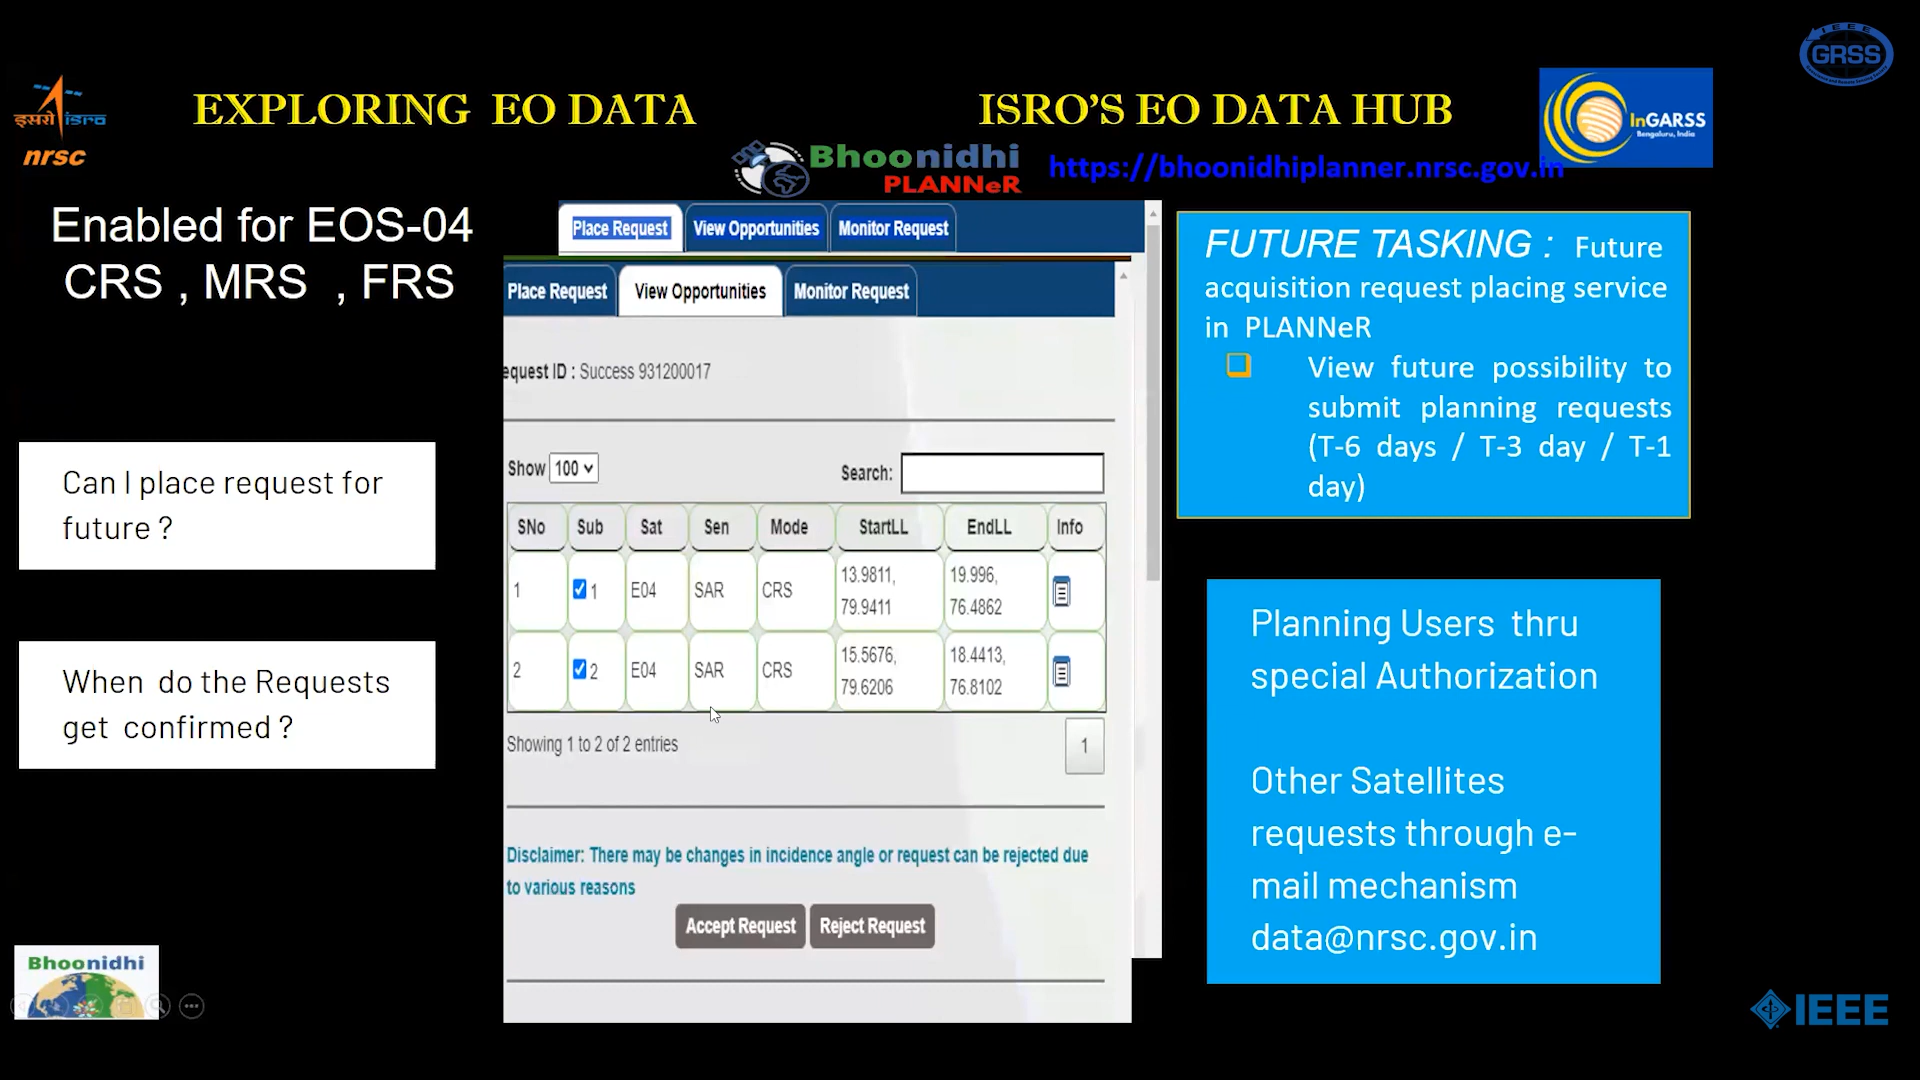 IEEE
GRSS
इसरो isro
nrsc
EXPLORING EO DATA
ISRO'S EO DATA HUB
InGARSS
Bengaluru, India
Bhoonidhi
PLANNeR
https://bhoonidhiplanner.nrsc.gov.in
Enabled for EOS-04
CRS , MRS , FRS
Can I place request for
future ?
When do the Requests
get confirmed ?
Place Request View Opportunities Monitor Request
Place Request View Opportunities Monitor Request
equest ID : Success 931200017
Show 100 Search:
SNo Sub Sat Sen Mode StartLL EndLL Info
1 1 E04 SAR CRS 13.9811, 79.9411 19.996, 76.4862
2 2 E04 SAR CRS 15.5676, 79.6206 18.4413, 76.8102
Showing 1 to 2 of 2 entries
1
Disclaimer: There may be changes in incidence angle or request can be rejected due
to various reasons
Accept Request Reject Request
FUTURE TASKING : Future
acquisition request placing service
in PLANNeR
View future possibility to
submit planning requests
(T-6 days / T-3 day / T-1
day)
Planning Users thru
special Authorization
Other Satellites
requests through e-
mail mechanism
data@nrsc.gov.in
Bhoonidhi
IEEE